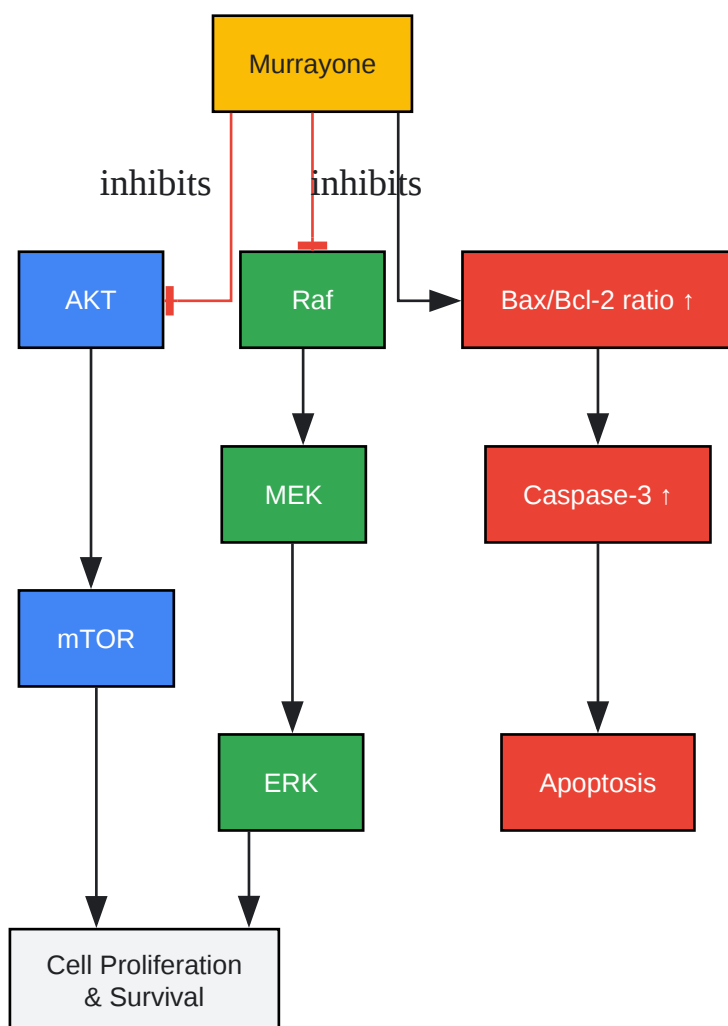 Murrayone
inhibits
inhibits
AKT
Raf
Bax/Bcl-2 ratio ↑
MEK
Caspase-3 ↑
mTOR
ERK
Apoptosis
Cell Proliferation
& Survival